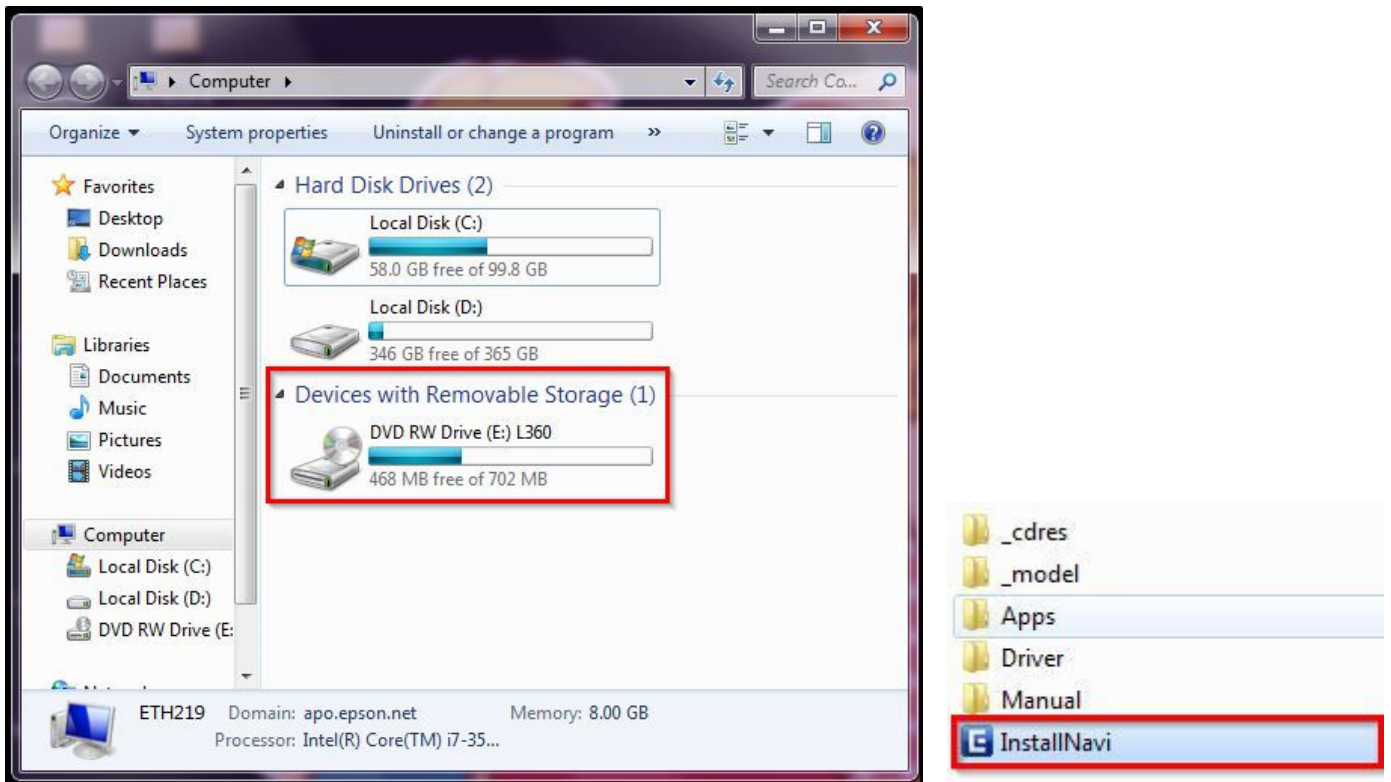 Computer
Search Co...
Organize
System properties
Uninstall or change a program
»
Favorites
Desktop
Downloads
Recent Places
Libraries
Documents
Music
Pictures
Videos
Computer
Local Disk (C:)
Local Disk (D:)
DVD RW Drive (E:
Hard Disk Drives (2)
Local Disk (C:)
58.0 GB free of 99.8 GB
Local Disk (D:)
346 GB free of 365 GB
Devices with Removable Storage (1)
DVD RW Drive (E:) L360
468 MB free of 702 MB
ETH219 Domain: apo.epson.net Memory: 8.00 GB
Processor: Intel(R) Core(TM) i7-35...
_cdres
_model
Apps
Driver
Manual
InstallNavi